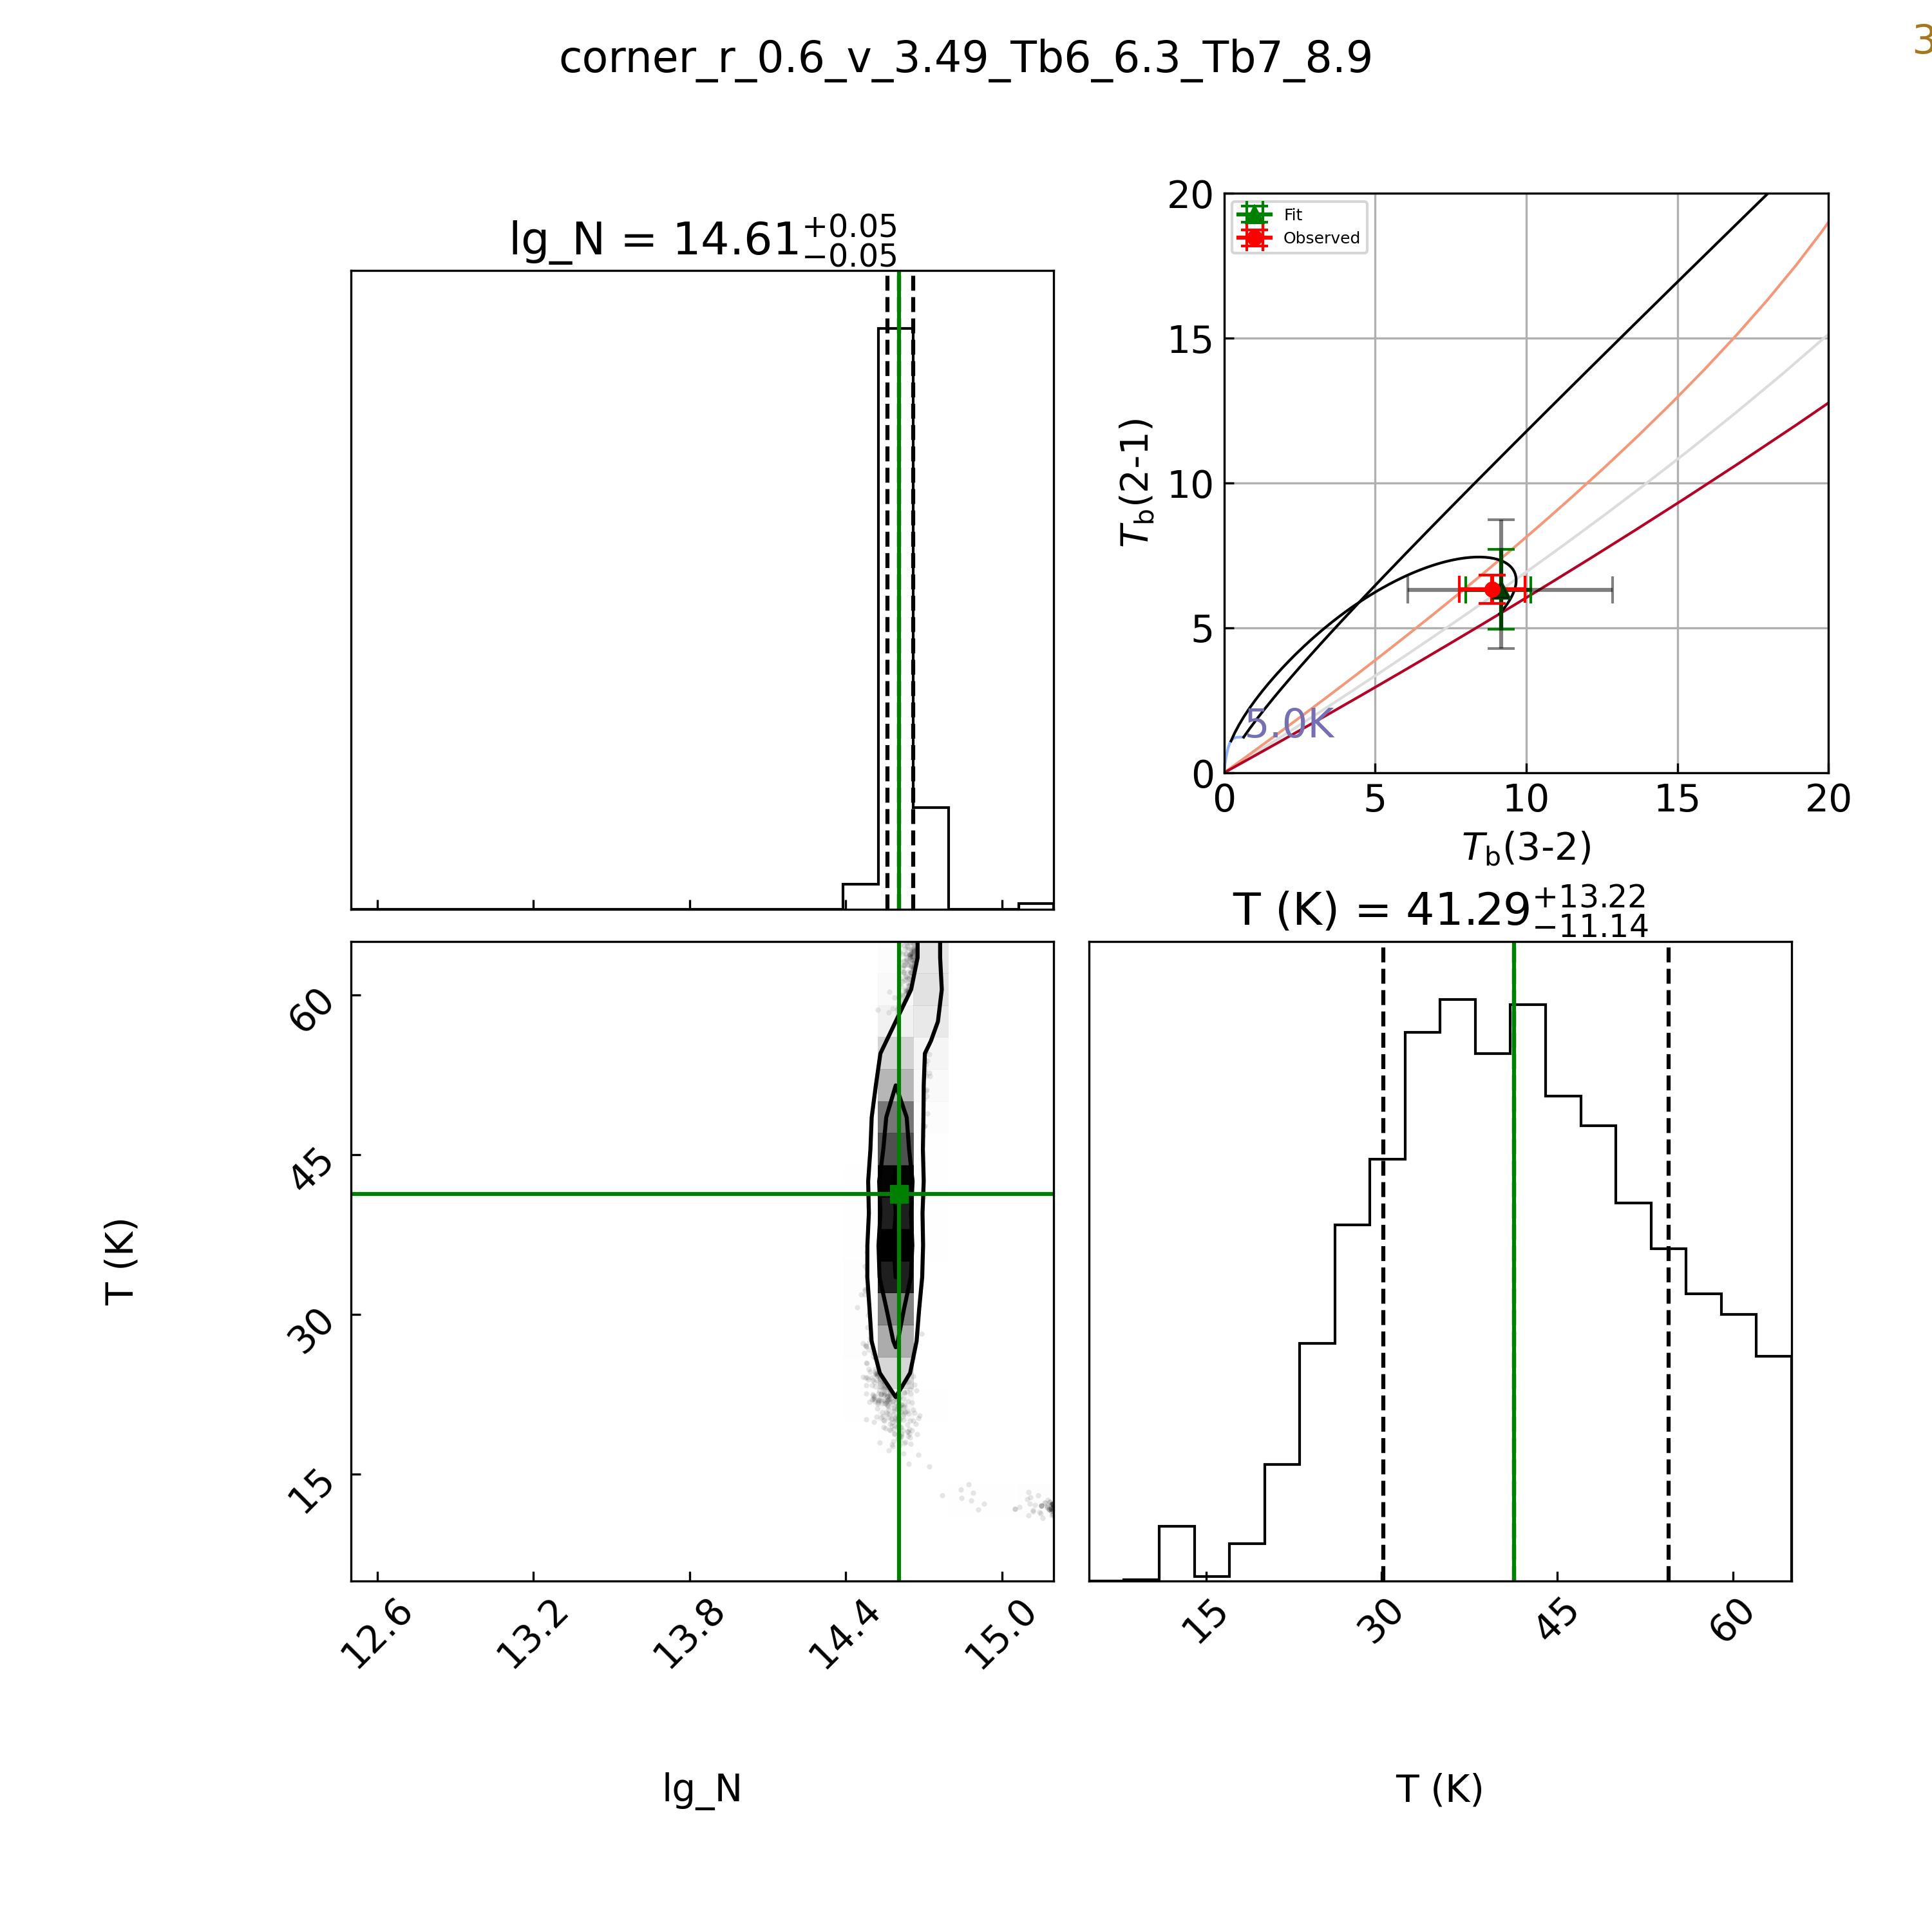 corner_r_0.6_v_3.49_Tb6_6.3_Tb7_8.9
3
lg_N = 14.61 +0.05 −0.05
20
15
10
5
0
T_b(2-1)
Fit
Observed
5.0K
0 5 10 15 20
T_b(3-2)
T (K) = 41.29 +13.22 −11.14
60
45
30
15
T (K)
12.6 13.2 13.8 14.4 15.0
15 30 45 60
lg_N
T (K)